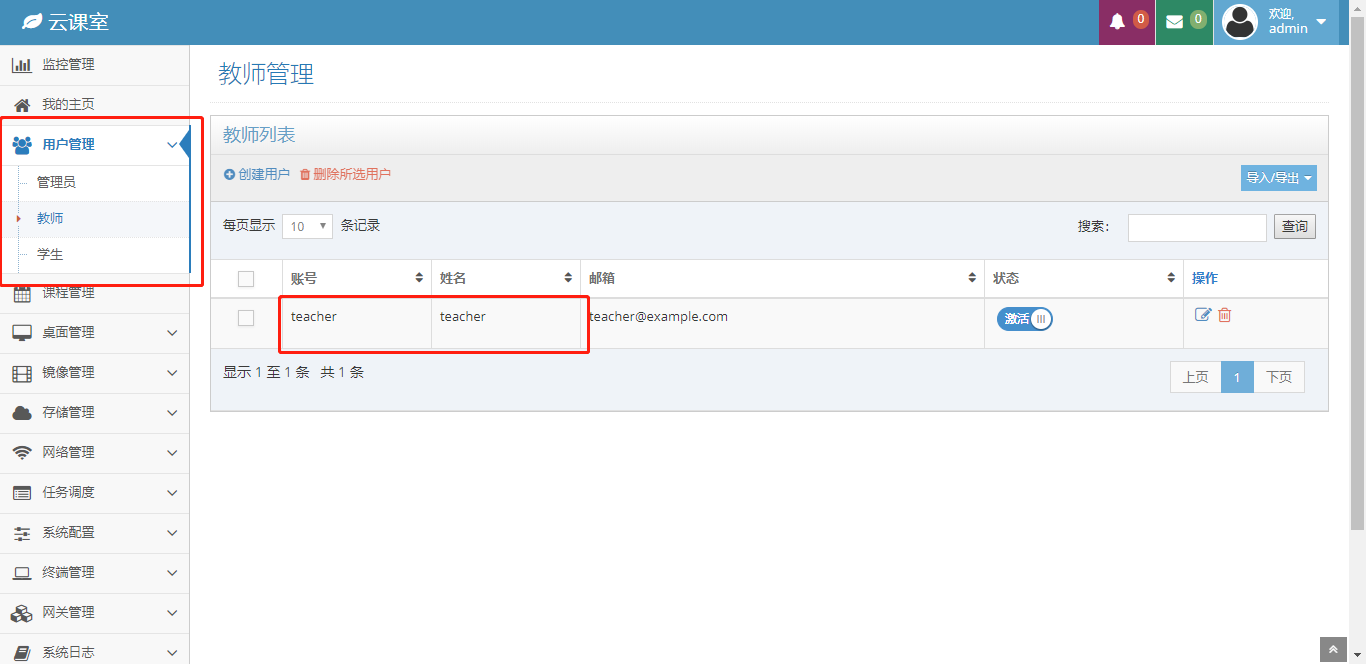 云课室
0
0
欢迎,
admin
监控管理
我的主页
用户管理
管理员
教师
学生
课程管理
桌面管理
镜像管理
存储管理
网络管理
任务调度
系统配置
终端管理
网关管理
系统日志
教师管理
教师列表
创建用户 删除所选用户 导入/导出
每页显示 10 条记录 搜索： 查询
账号 姓名 邮箱 状态 操作
teacher teacher teacher@example.com 激活
显示 1 至 1 条 共 1 条 上页 1 下页